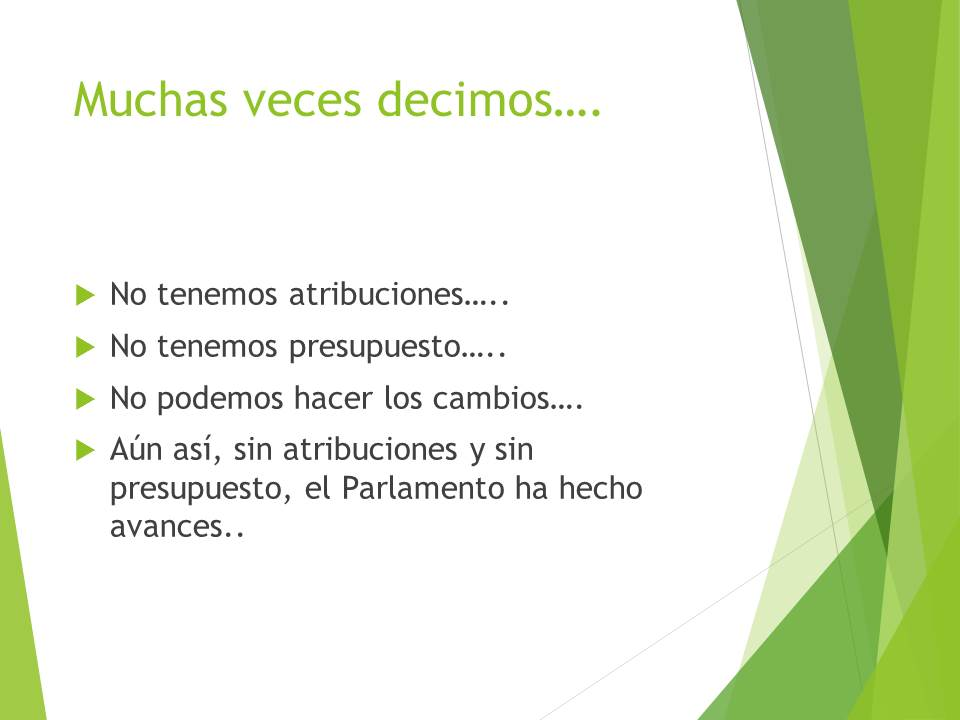 Muchas veces decimos….
No tenemos atribuciones…..
No tenemos presupuesto…..
No podemos hacer los cambios….
Aún así, sin atribuciones y sin
presupuesto, el Parlamento ha hecho
avances..